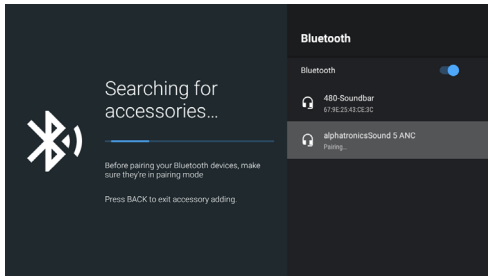 Searching for
accessories...
Before pairing your Bluetooth devices, make
sure they're in pairing mode
Press BACK to exit accessory adding.
Bluetooth
Bluetooth
480-Soundbar
67:9E:25:43:CE:3C
alphatronicsSound 5 ANC
Pairing...